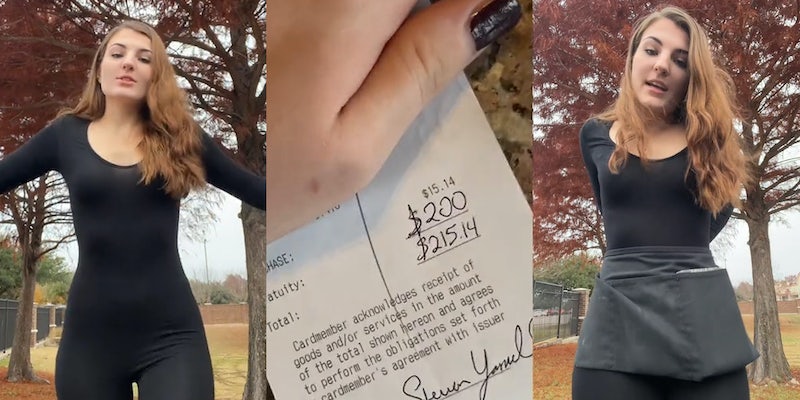 HASE: $15.14
atuity: $200
Total: $215.14
Cardmember acknowledges receipt of
goods and/or services in the amount
of the total shown hereon and agrees
to perform the obligations set forth
cardmember's agreement with issuer
Steven